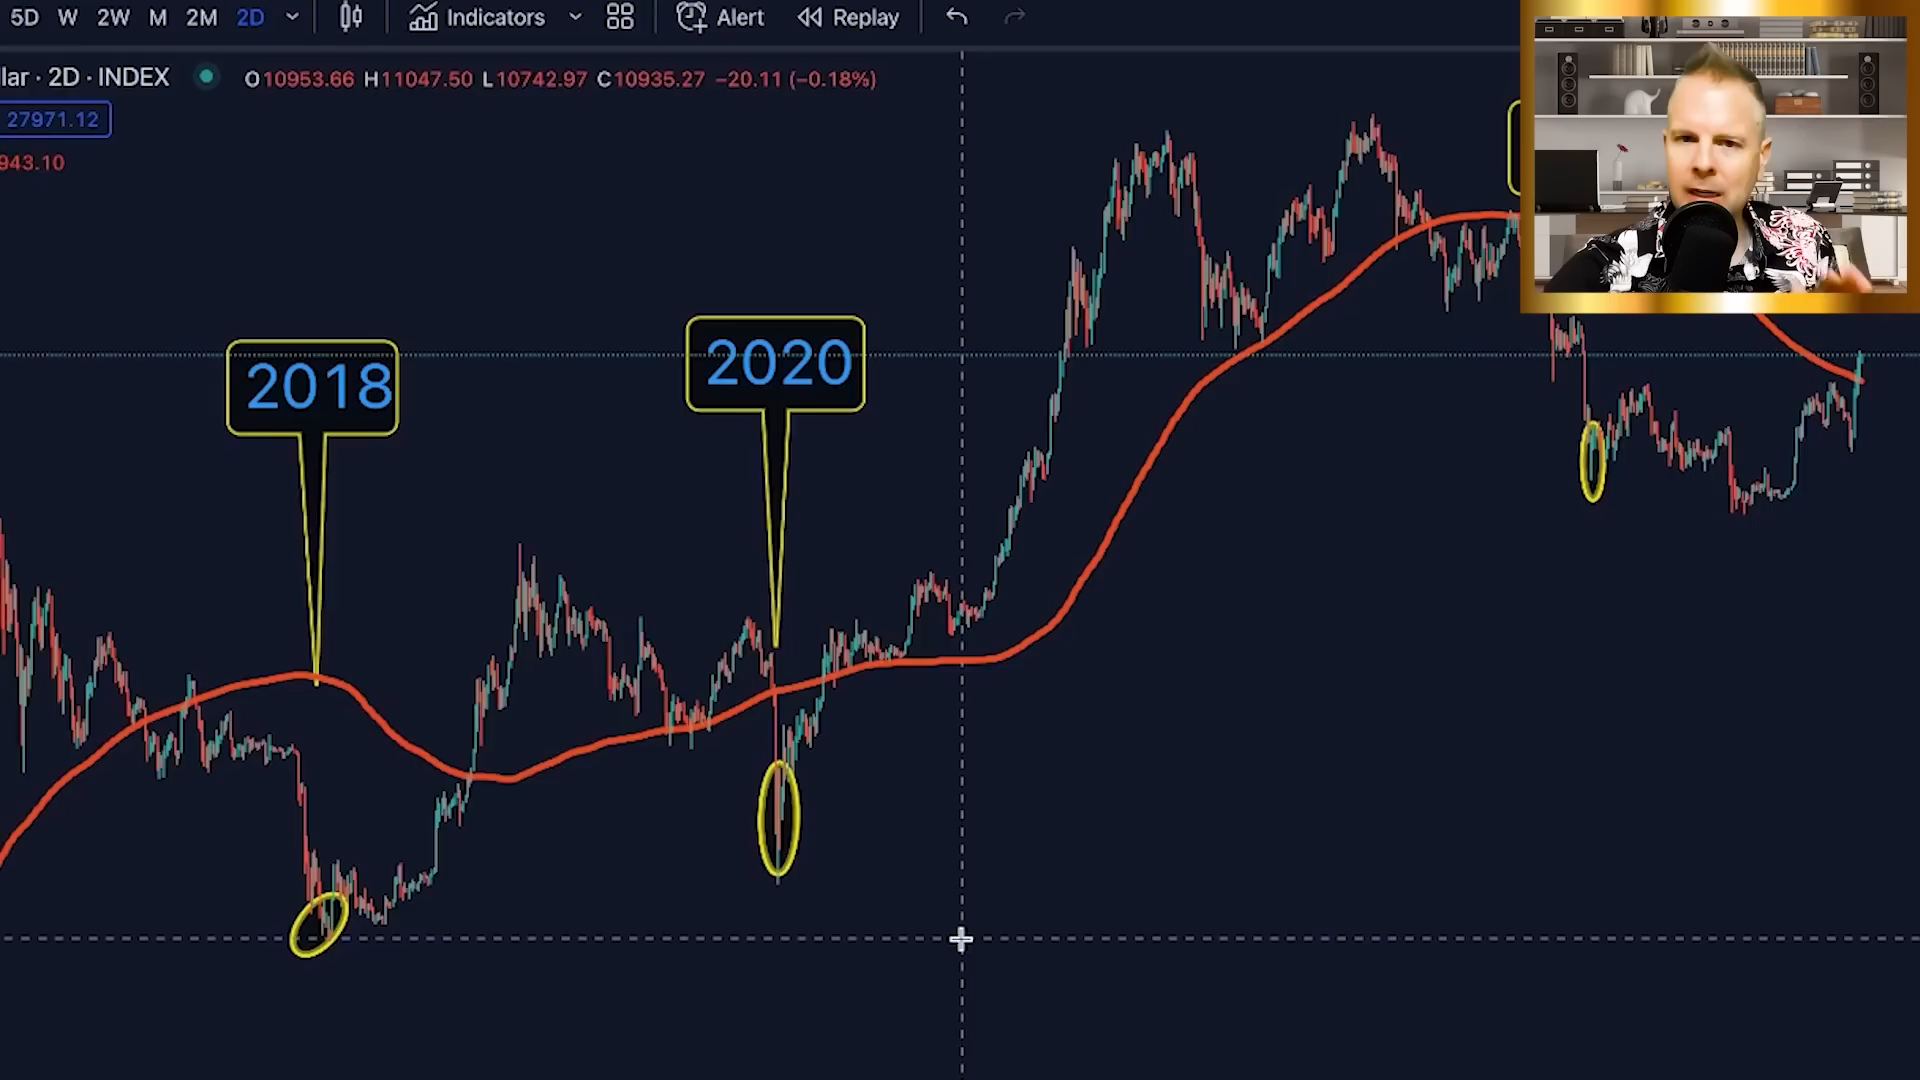 5D W 2W M 2M 2D Indicators Alert Replay
llar · 2D · INDEX O10953.66 H11047.50 L10742.97 C10935.27 −20.11 (−0.18%)
27971.12
943.10
2018
2020